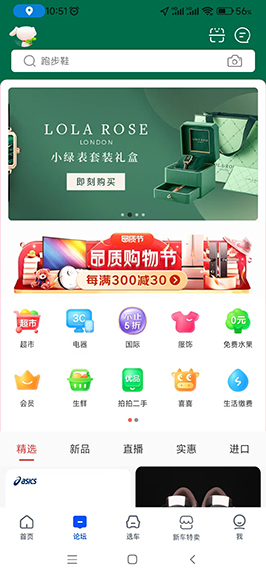 10:51
56%
跑步鞋
LOLA ROSE
LONDON
小绿表套装礼盒
即刻购买
品质节
品质购物节
每满300减30 >
超市
3C
小止5折
优品
0元
超市 电器 国际 服饰 免费水果
会员 生鲜 拍拍二手 喜喜 生活缴费
精选 新品 直播 实惠 进口
asics
首页 论坛 选车 新车特卖 我